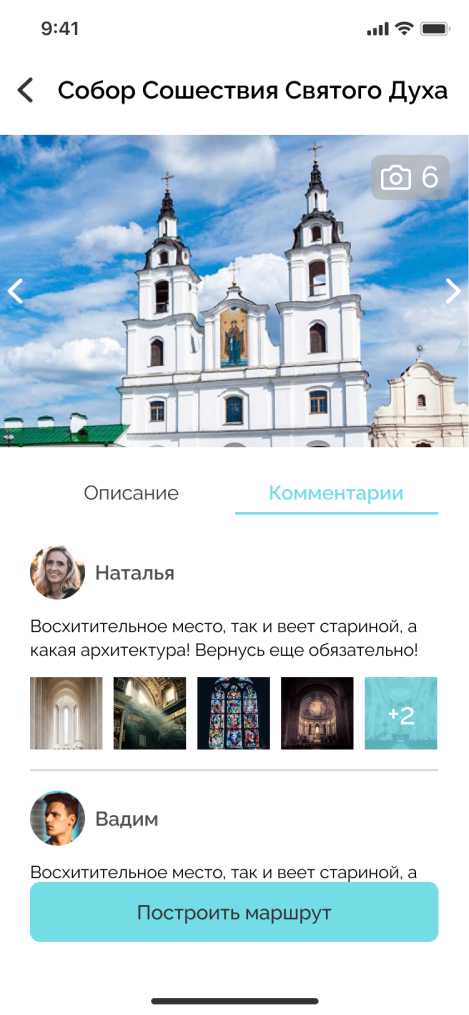 9:41
Собор Сошествия Святого Духа
6
Описание
Комментарии
Наталья
Восхитительное место, так и веет стариной, а
какая архитектура! Вернусь еще обязательно!
+2
Вадим
Восхитительное место, так и веет стариной, а
Построить маршрут